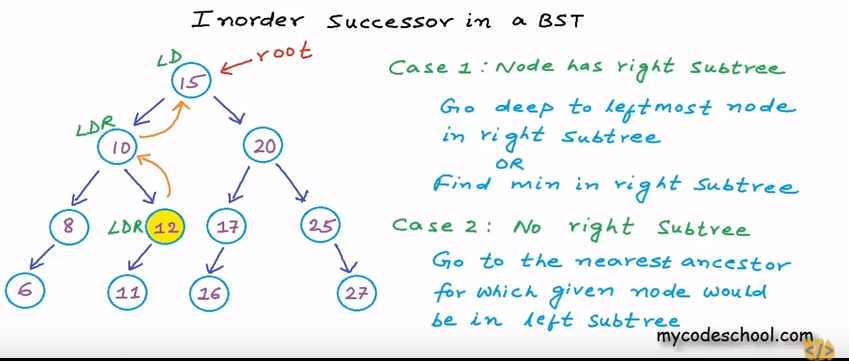 Inorder Successor in a BST
LD
root
15
LDR
10
20
8
LDR
12
17
25
6
11
16
27
Case 1: Node has right subtree
Go deep to leftmost node
in right subtree
OR
Find min in right subtree
Case 2: No right subtree
Go to the nearest ancestor
for which given node would
be in left subtree
mycodeschool.com
</>